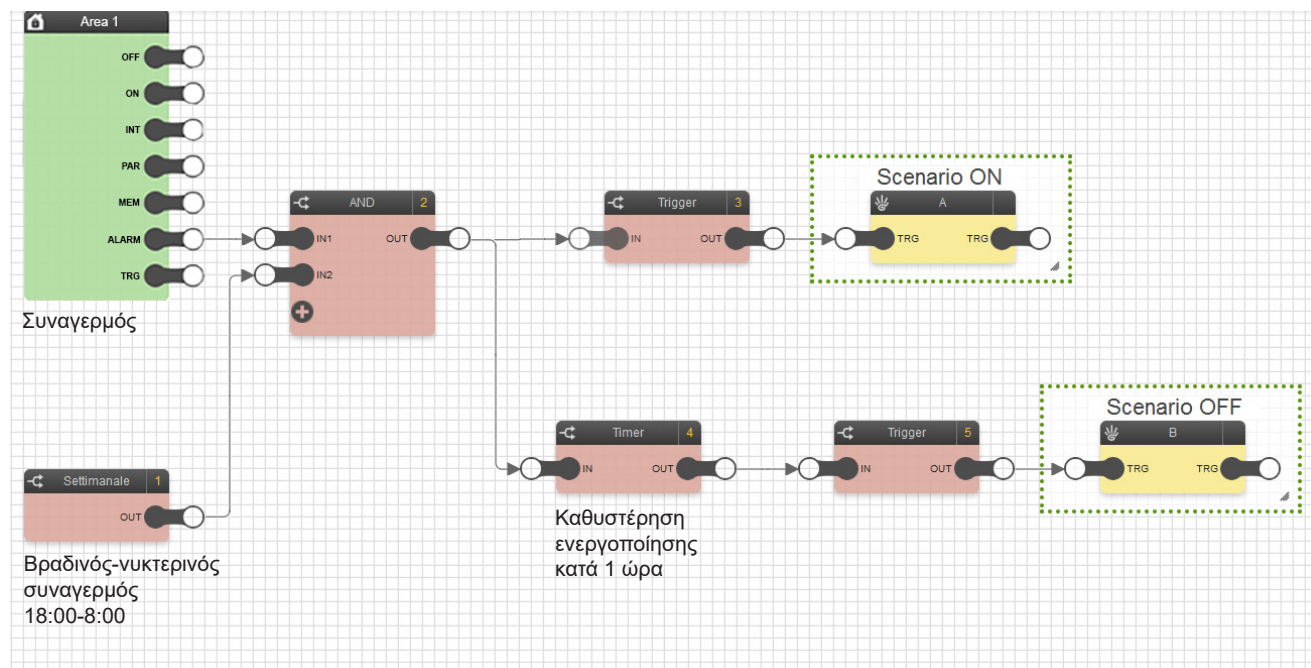 Area 1
OFF
ON
INT
PAR
MEM
ALARM
TRG
Συναγερμός
AND 2
IN1 OUT
IN2
Trigger 3
IN OUT
Scenario ON
A
TRG TRG
Settimanale 1
OUT
Βραδινός-νυκτερινός
συναγερμός
18:00-8:00
Timer 4
IN OUT
Καθυστέρηση
ενεργοποίησης
κατά 1 ώρα
Trigger 5
IN OUT
Scenario OFF
B
TRG TRG